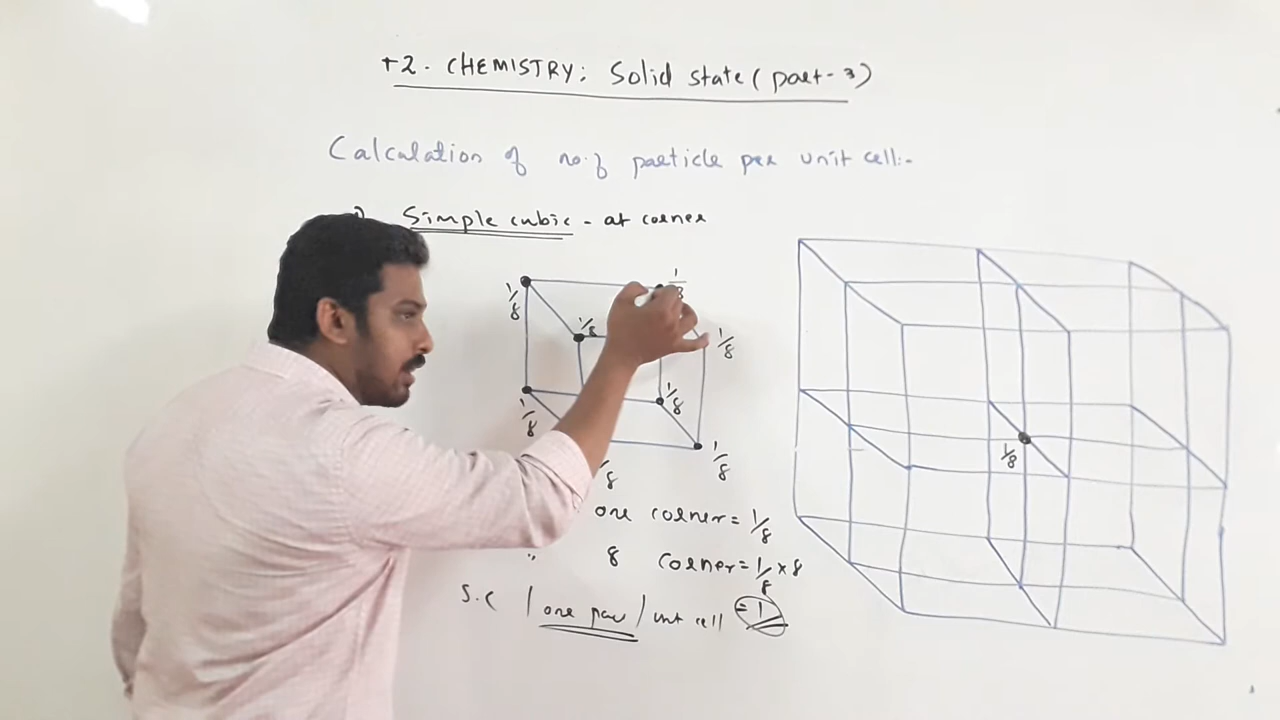 +2. CHEMISTRY: Solid state (part-3)
Calculation of no. of particle per unit cell:-
1) Simple cubic - at corner
1/8
1/8
1/8
1/8
1/8
1/8
1/8
1/8
1/8
one corner = 1/8
" 8 corner = 1/8 × 8
S.C / one par / unit cell = 1